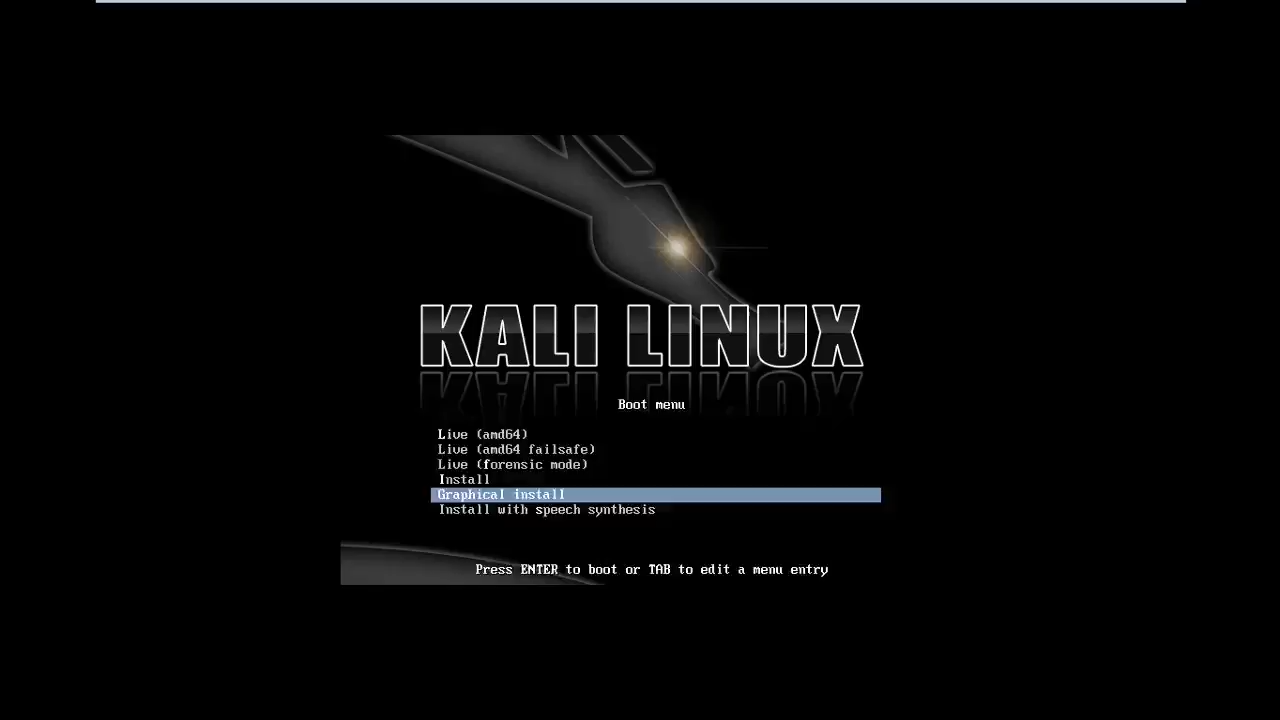 KALI LINUX
Boot menu
Live (amd64)
Live (amd64 failsafe)
Live (forensic mode)
Install
Graphical install
Install with speech synthesis
Press ENTER to boot or TAB to edit a menu entry